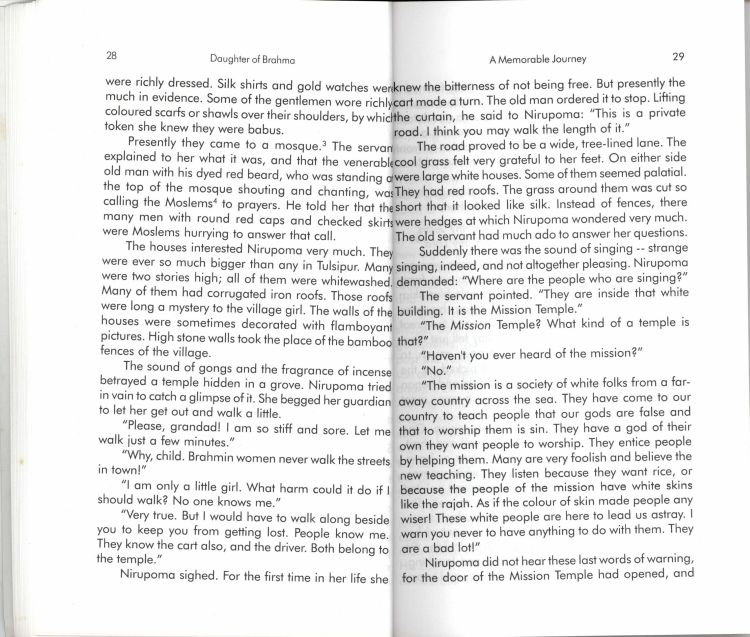 28
Daughter of Brahma
were richly dressed. Silk shirts and gold watches were
much in evidence. Some of the gentlemen wore richly
coloured scarfs or shawls over their shoulders, by which
token she knew they were babus.
Presently they came to a mosque.³ The servan
explained to her what it was, and that the venerable
old man with his dyed red beard, who was standing a
the top of the mosque shouting and chanting, was
calling the Moslems⁴ to prayers. He told her that the
many men with round red caps and checked skirts
were Moslems hurrying to answer that call.
The houses interested Nirupoma very much. They
were ever so much bigger than any in Tulsipur. Many
were two stories high; all of them were whitewashed.
Many of them had corrugated iron roofs. Those roofs
were long a mystery to the village girl. The walls of the
houses were sometimes decorated with flamboyant
pictures. High stone walls took the place of the bamboo
fences of the village.
The sound of gongs and the fragrance of incense
betrayed a temple hidden in a grove. Nirupoma tried
in vain to catch a glimpse of it. She begged her guardian
to let her get out and walk a little.
"Please, grandad! I am so stiff and sore. Let me
walk just a few minutes."
"Why, child. Brahmin women never walk the streets
in town!"
"I am only a little girl. What harm could it do if I
should walk? No one knows me."
"Very true. But I would have to walk along beside
you to keep you from getting lost. People know me.
They know the cart also, and the driver. Both belong to
the temple."
Nirupoma sighed. For the first time in her life she
A Memorable Journey
29
knew the bitterness of not being free. But presently the
cart made a turn. The old man ordered it to stop. Lifting
the curtain, he said to Nirupoma: "This is a private
road. I think you may walk the length of it."
The road proved to be a wide, tree-lined lane. The
cool grass felt very grateful to her feet. On either side
were large white houses. Some of them seemed palatial.
They had red roofs. The grass around them was cut so
short that it looked like silk. Instead of fences, there
were hedges at which Nirupoma wondered very much.
The old servant had much ado to answer her questions.
Suddenly there was the sound of singing -- strange
singing, indeed, and not altogether pleasing. Nirupoma
demanded: "Where are the people who are singing?"
The servant pointed. "They are inside that white
building. It is the Mission Temple."
"The Mission Temple? What kind of a temple is
that?"
"Haven't you ever heard of the mission?"
"No."
"The mission is a society of white folks from a far-
away country across the sea. They have come to our
country to teach people that our gods are false and
that to worship them is sin. They have a god of their
own they want people to worship. They entice people
by helping them. Many are very foolish and believe the
new teaching. They listen because they want rice, or
because the people of the mission have white skins
like the rajah. As if the colour of skin made people any
wiser! These white people are here to lead us astray. I
warn you never to have anything to do with them. They
are a bad lot!"
Nirupoma did not hear these last words of warning,
for the door of the Mission Temple had opened, and